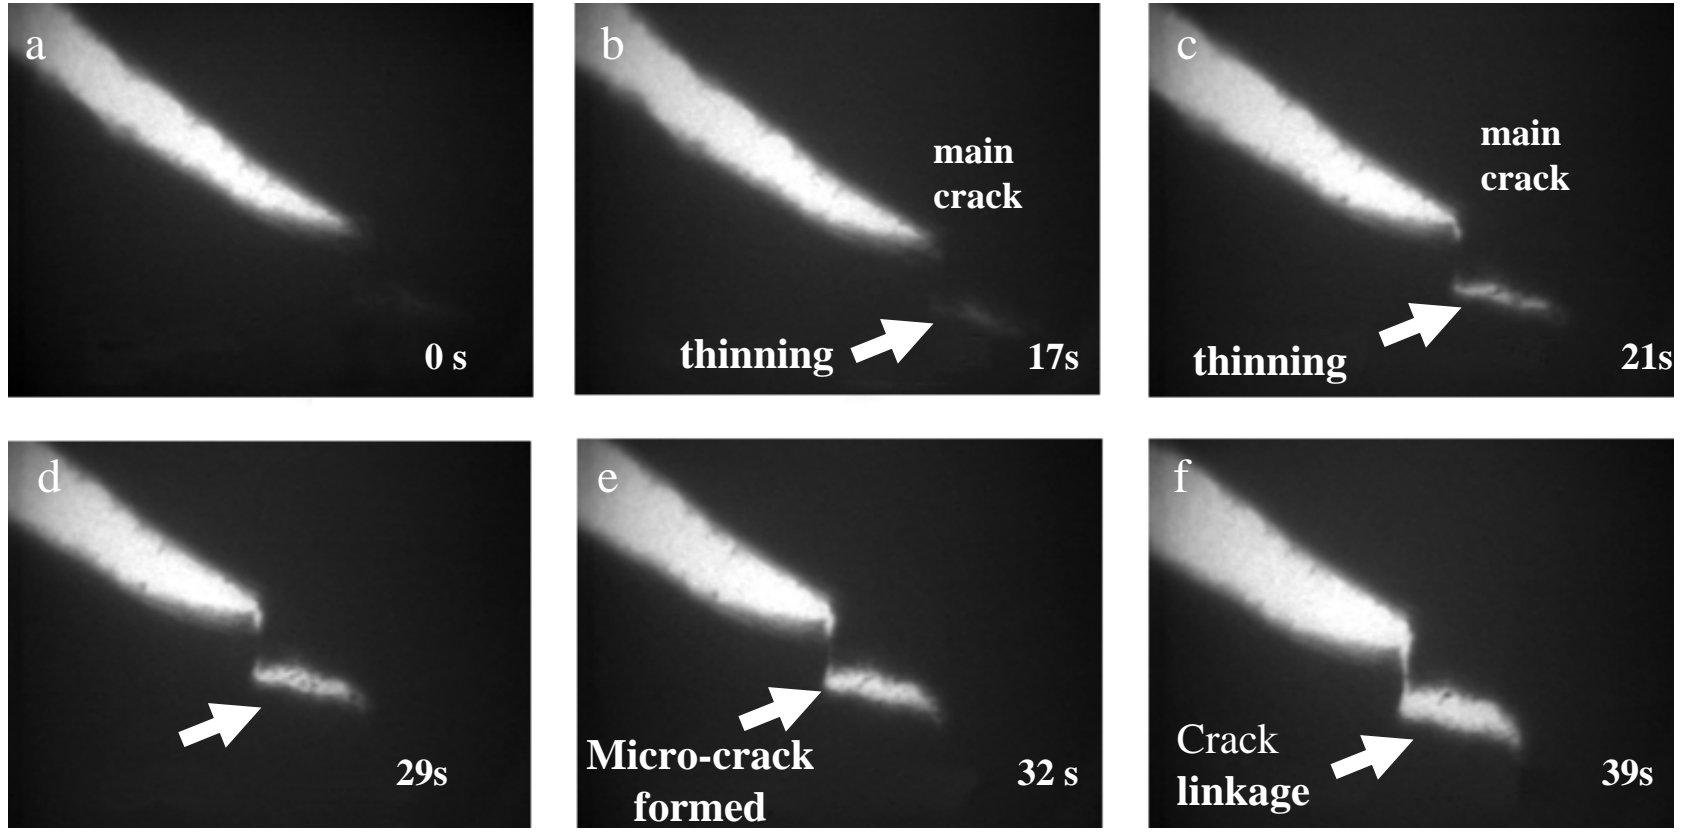 a
0 s
b
main
crack
thinning
17s
c
main
crack
thinning
21s
d
29s
e
Micro-crack
formed
32 s
f
Crack
linkage
39s